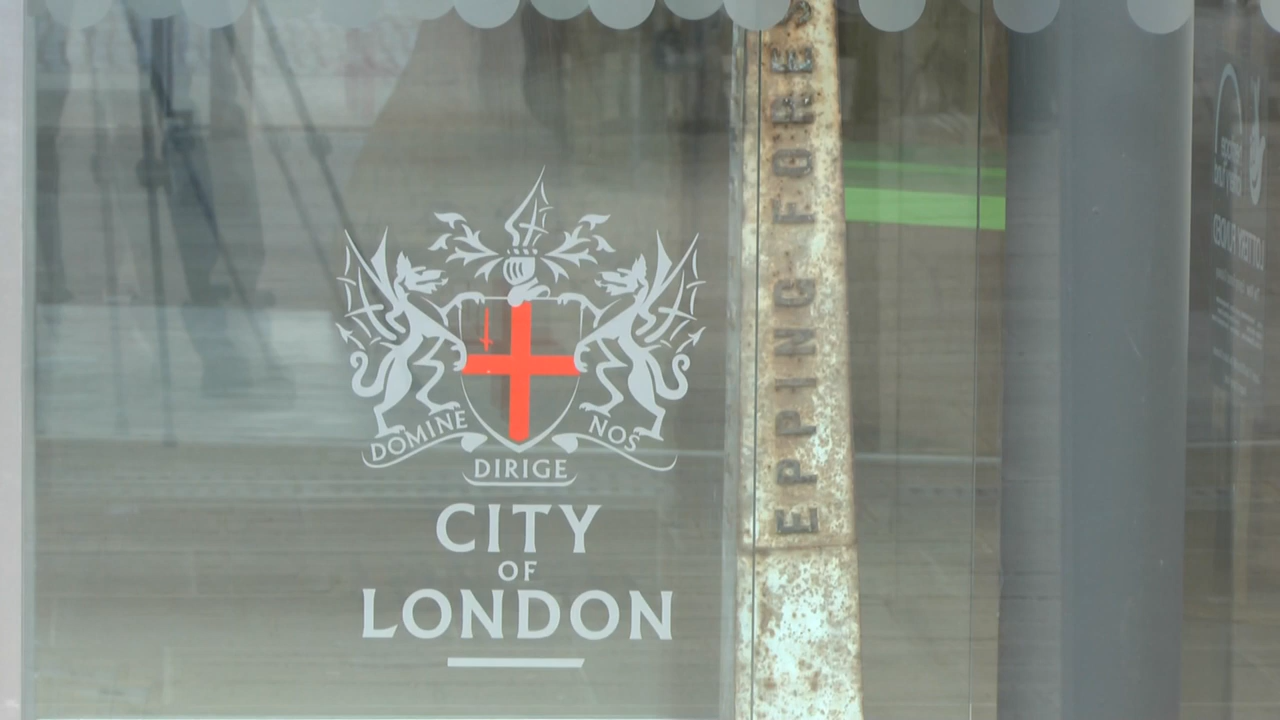 DOMINE
DIRIGE
NOS
CITY
OF
LONDON
EPPING FORES